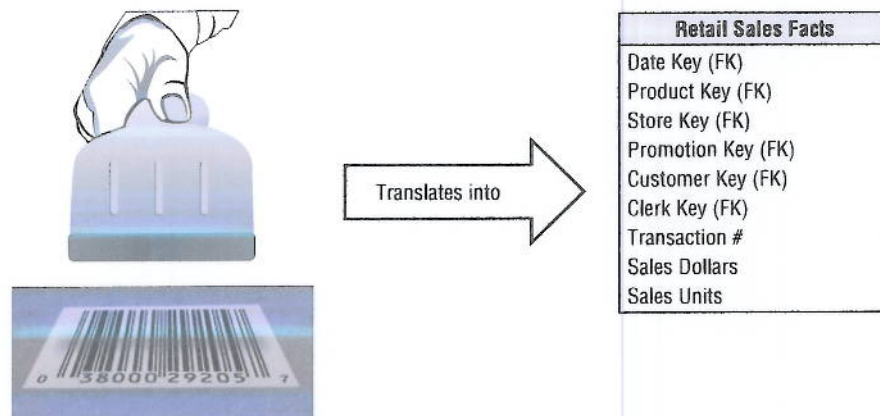 Translates into
Retail Sales Facts
Date Key (FK)
Product Key (FK)
Store Key (FK)
Promotion Key (FK)
Customer Key (FK)
Clerk Key (FK)
Transaction #
Sales Dollars
Sales Units
0 38000 29205 7